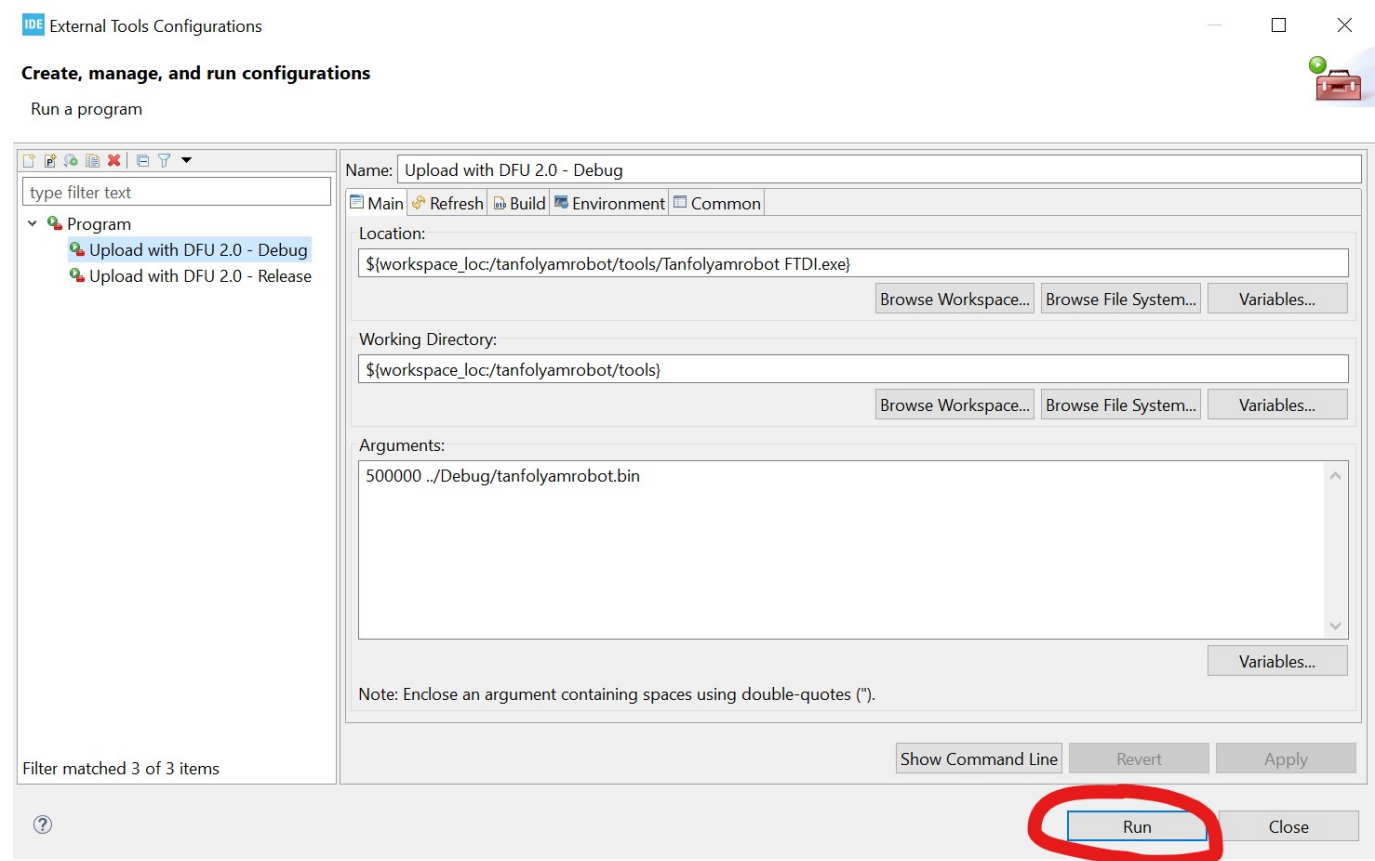 IDE External Tools Configurations
Create, manage, and run configurations
Run a program
type filter text
Program
Upload with DFU 2.0 - Debug
Upload with DFU 2.0 - Release
Filter matched 3 of 3 items
Name: Upload with DFU 2.0 - Debug
Main Refresh Build Environment Common
Location:
${workspace_loc:/tanfolyamrobot/tools/Tanfolyamrobot FTDI.exe}
Browse Workspace... Browse File System... Variables...
Working Directory:
${workspace_loc:/tanfolyamrobot/tools}
Browse Workspace... Browse File System... Variables...
Arguments:
500000 ../Debug/tanfolyamrobot.bin
Variables...
Note: Enclose an argument containing spaces using double-quotes (").
Show Command Line Revert Apply
Run Close